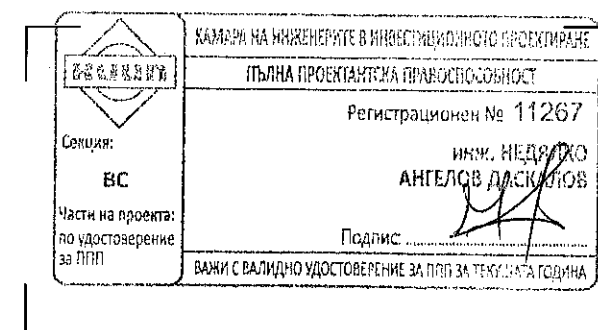 КАМАРА НА ИНЖЕНЕРИТЕ В ИНВЕСТИЦИОННОТО ПРОЕКТИРАНЕ
ПЪЛНА ПРОЕКТАНТСКА ПРАВОСПОСОБНОСТ
Секция:
ВС
Части на проекта:
по удостоверение
за ППП
Регистрационен № 11267
инж. НЕДЯЛКО
АНГЕЛОВ ДАСКАЛОВ
Подпис:
ВАЖИ С ВАЛИДНО УДОСТОВЕРЕНИЕ ЗА ППП ЗА ТЕКУЩАТА ГОДИНА